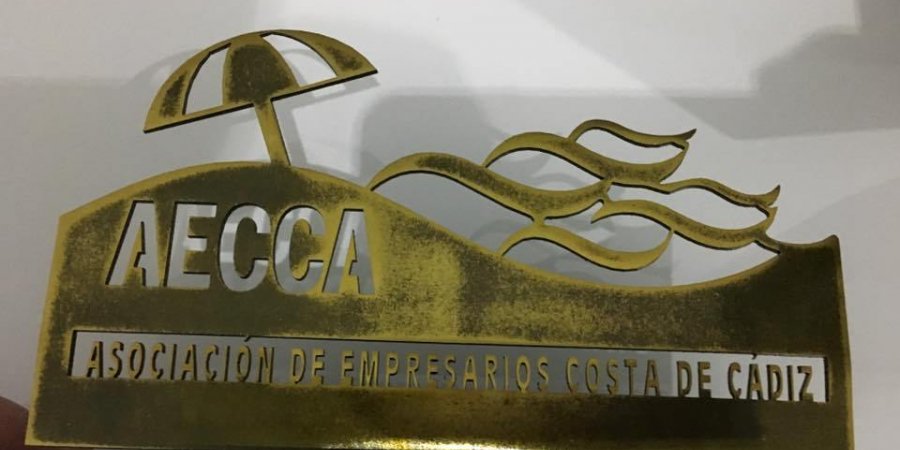 AECCA
ASOCIACIÓN DE EMPRESARIOS COSTA DE CÁDIZ